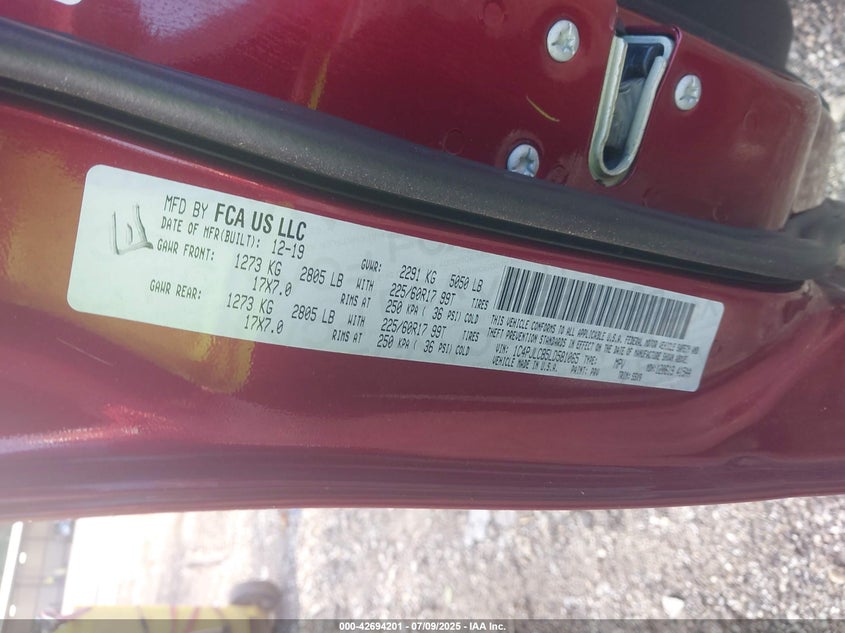 MFD BY FCA US LLC
DATE OF MFR(BUILT): 12-19
GAWR FRONT: 1273 KG 2805 LB WITH 225/60R17 99T TIRES
17X7.0 RIMS AT 250 KPA ( 36 PSI) COLD
GAWR REAR: 1273 KG 2805 LB WITH 225/60R17 99T TIRES
17X7.0 RIMS AT 250 KPA ( 36 PSI) COLD
GVWR: 2291 KG 5050 LB
THIS VEHICLE CONFORMS TO ALL APPLICABLE U.S. FEDERAL MOTOR VEHICLE SAFETY AND
THEFT PREVENTION STANDARDS IN EFFECT ON THE DATE OF MANUFACTURE SHOWN ABOVE.
VIN: 1C4PJLCB5LD581065 TYPE: MPV
VEHICLE MADE IN U.S.A. PAINT: PRV
000-42694201 | 07/09/2025 - IAA Inc.